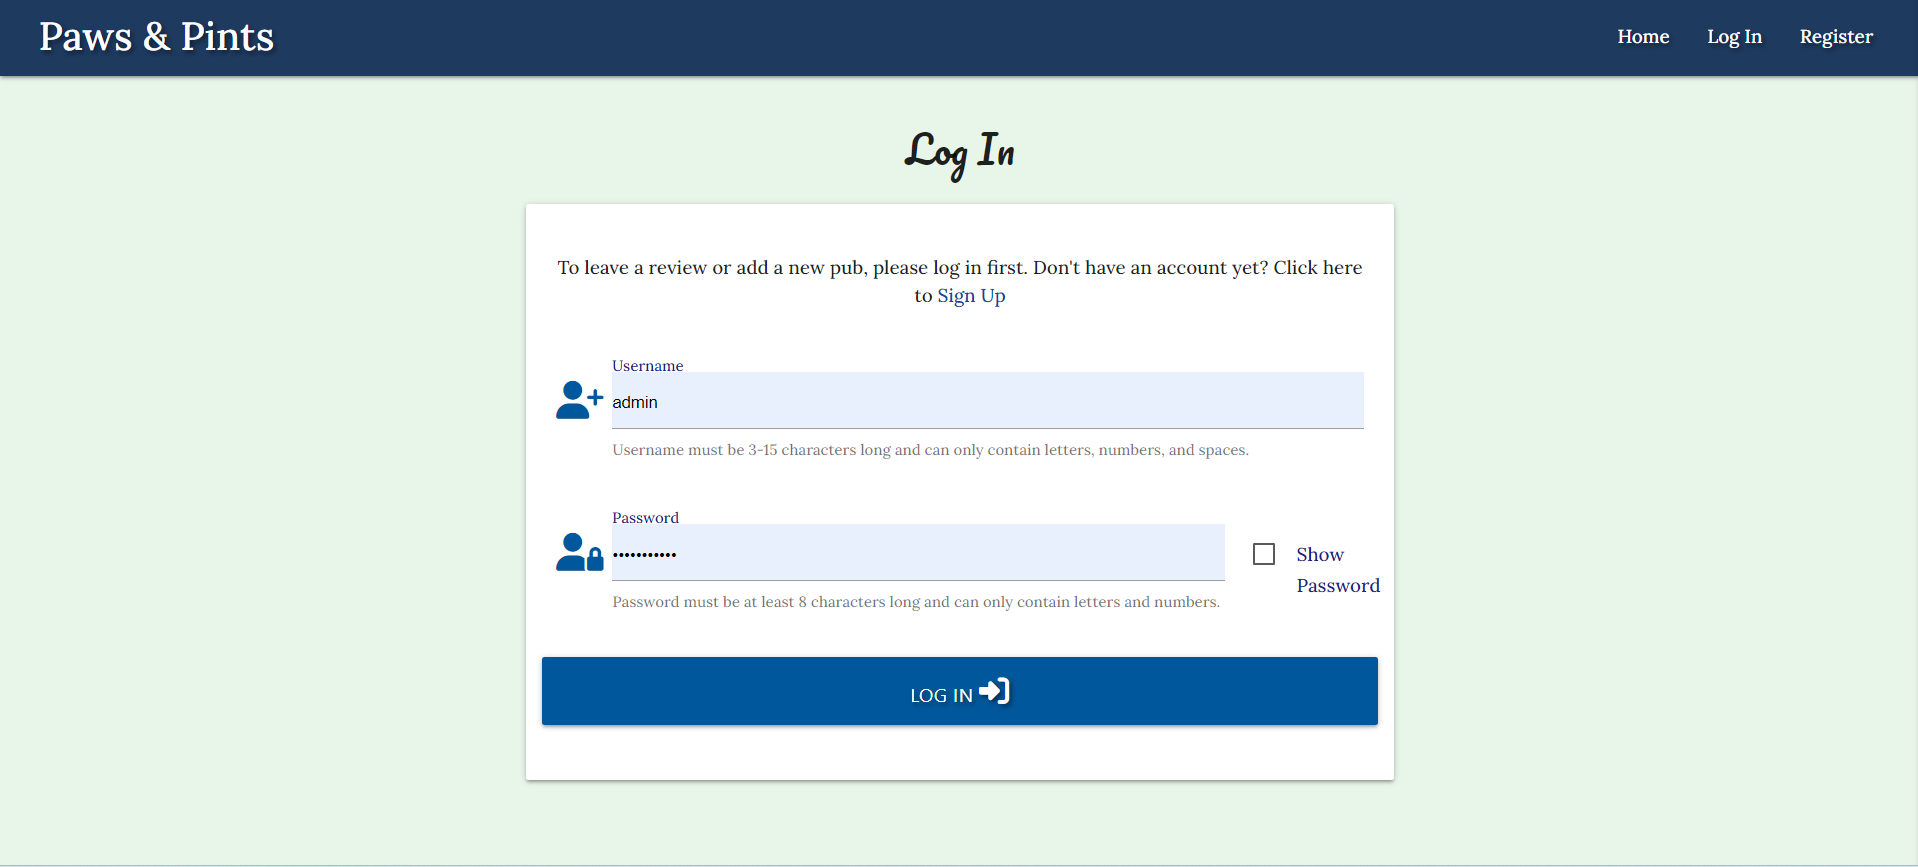 Paws & Pints
Home Log In Register
Log In
To leave a review or add a new pub, please log in first. Don't have an account yet? Click here
to Sign Up
Username
admin
Username must be 3-15 characters long and can only contain letters, numbers, and spaces.
Password
•••••••••••
Show
Password
Password must be at least 8 characters long and can only contain letters and numbers.
LOG IN